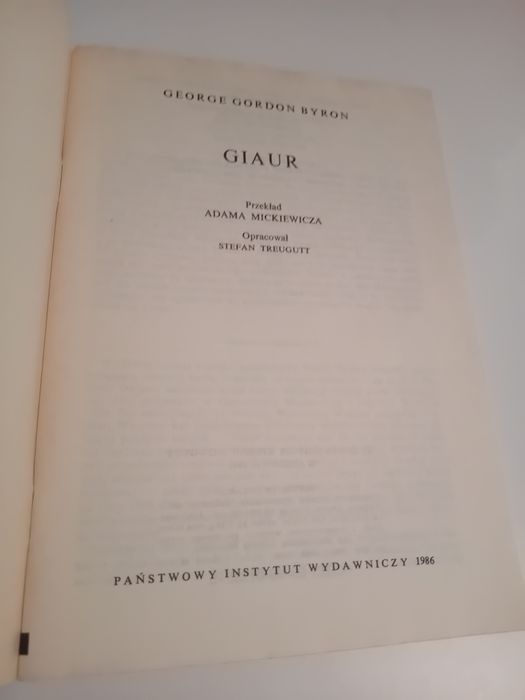 GEORGE GORDON BYRON
GIAUR
Przekład
ADAMA MICKIEWICZA
Opracował
STEFAN TREUGUTT
PAŃSTWOWY INSTYTUT WYDAWNICZY 1986